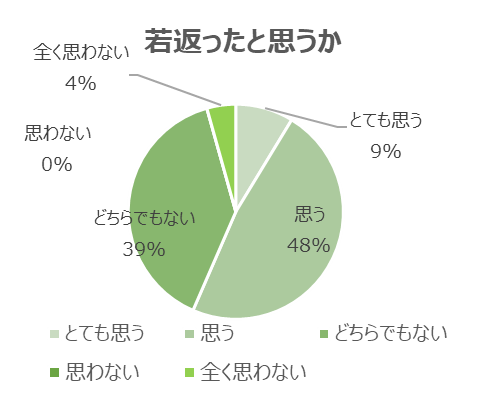 若返ったと思うか
全く思わない
4%
とても思う
9%
思わない
0%
どちらでもない
39%
思う
48%
とても思う 思う どちらでもない
思わない 全く思わない